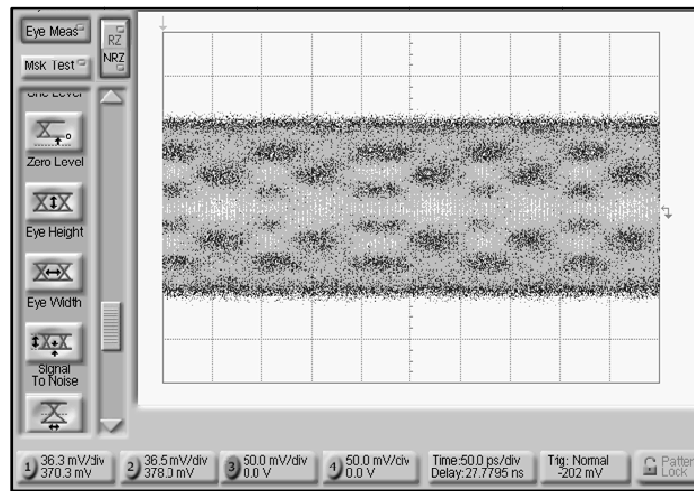 Eye Meas
RZ
NRZ
Msk Test
Zero Level
Eye Height
Eye Width
Signal
To Noise
1 36.3 mV/div
370.3 mV
2 36.5 mV/div
378.0 mV
3 50.0 mV/div
0.0 V
4 50.0 mV/div
0.0 V
Time:50.0 ps/div
Delay:27.7795 ns
Trig: Normal
-202 mV
Patter
Lock